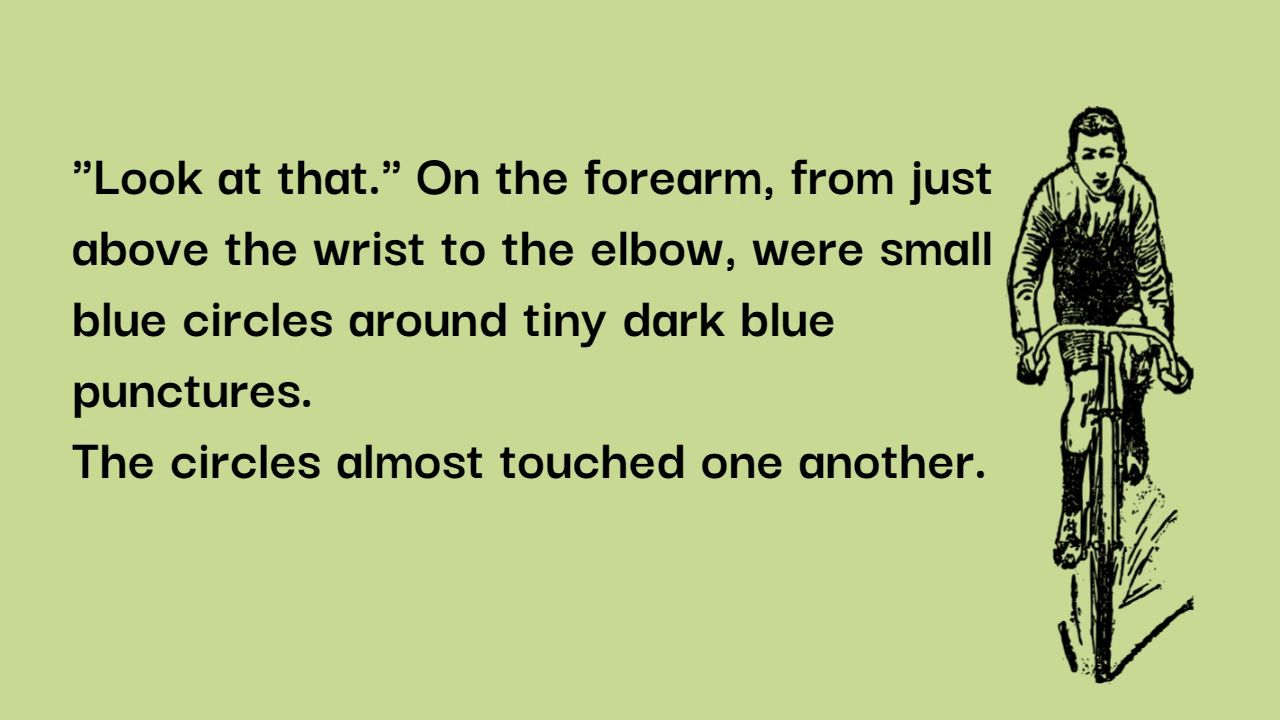 ”Look at that.” On the forearm, from just
above the wrist to the elbow, were small
blue circles around tiny dark blue
punctures.
The circles almost touched one another.